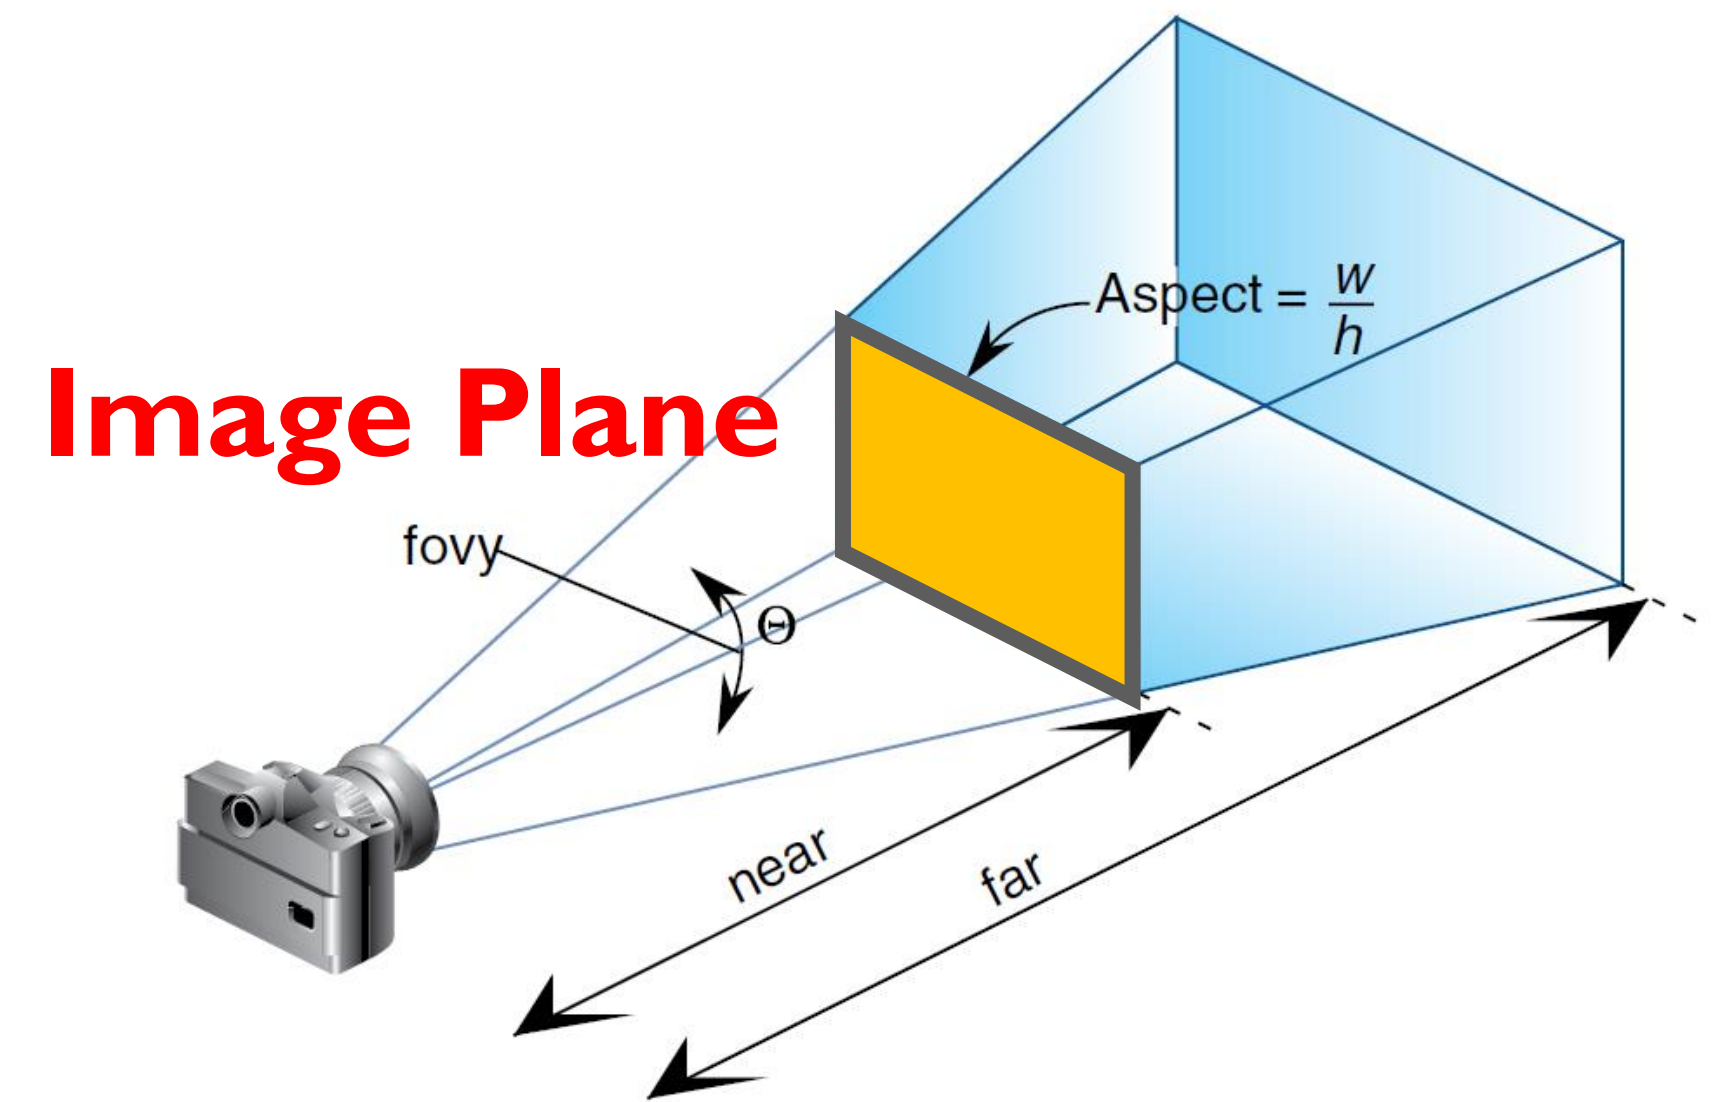 Aspect = w/h
Image Plane
fovy
Θ
near
far